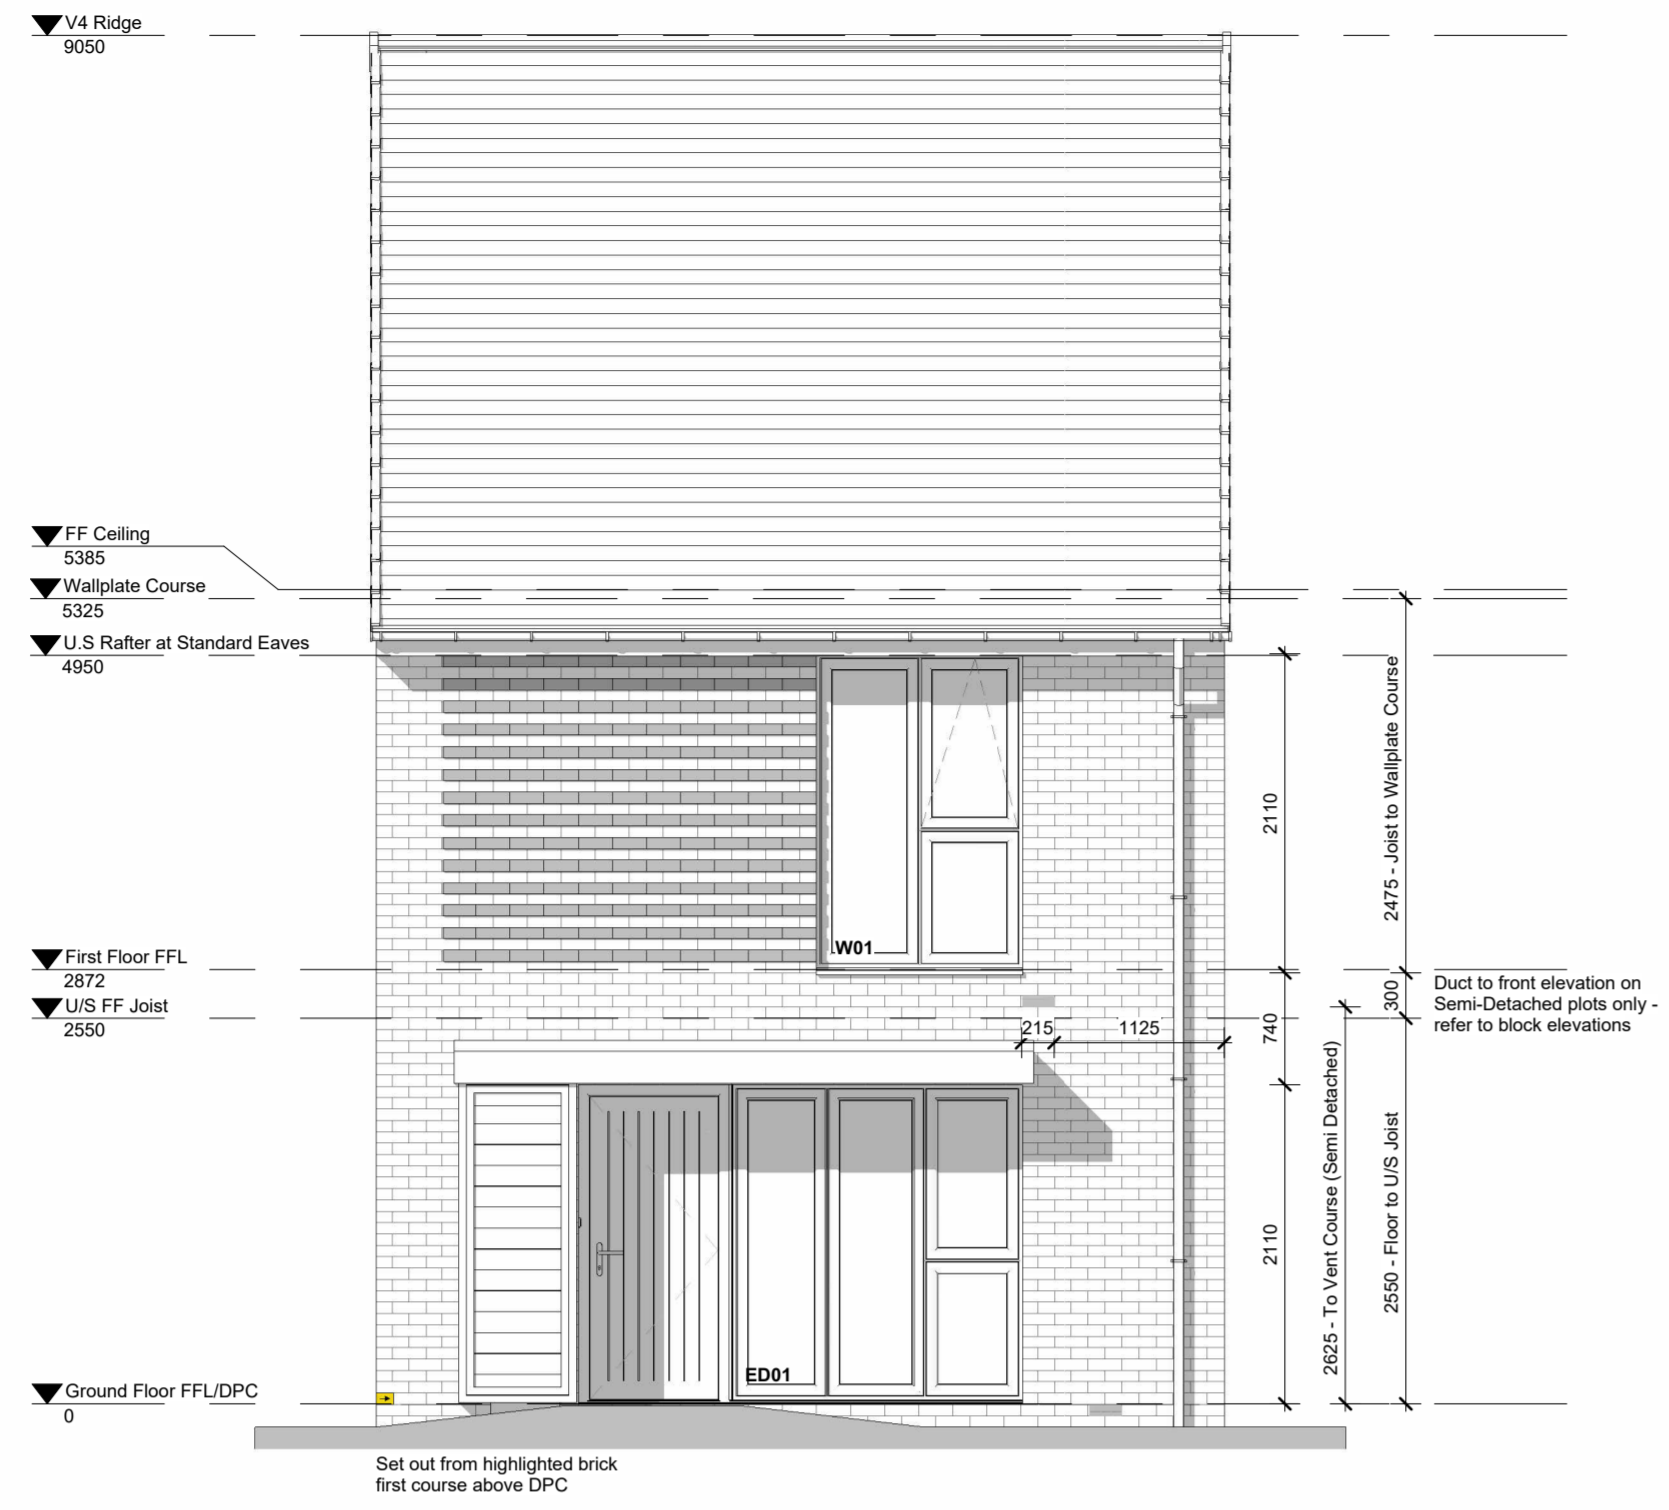 V4 Ridge
9050
FF Ceiling
5385
Wallplate Course
5325
U.S Rafter at Standard Eaves
4950
2110
2475 - Joist to Wallplate Course
W01
First Floor FFL
2872
U/S FF Joist
2550
300
Duct to front elevation on
Semi-Detached plots only -
refer to block elevations
215
1125
740
2110
2625 - To Vent Course (Semi Detached)
2550 - Floor to U/S Joist
ED01
Ground Floor FFL/DPC
0
Set out from highlighted brick
first course above DPC